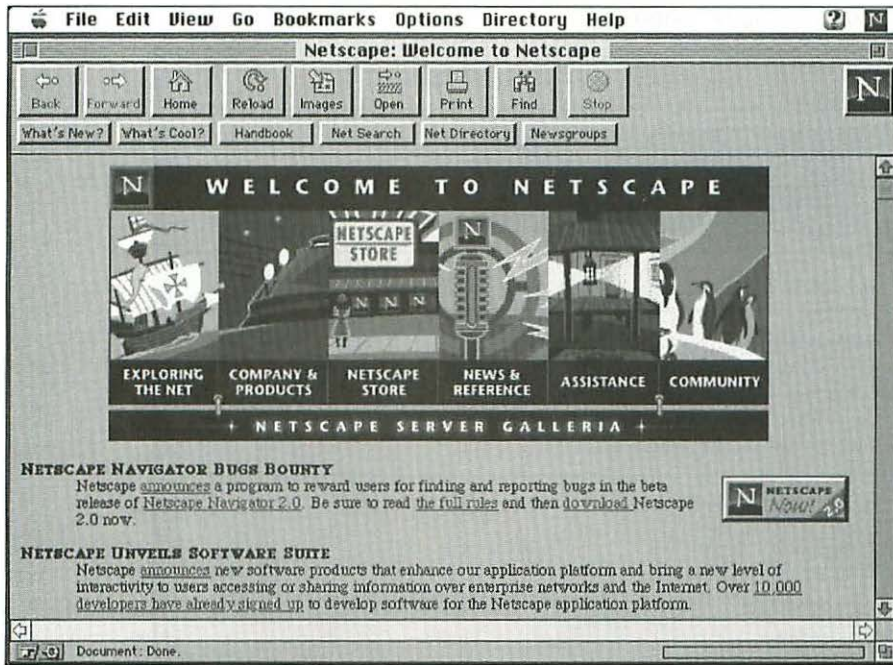 File Edit View Go Bookmarks Options Directory Help
Netscape: Welcome to Netscape
Back Forward Home Reload Images Open Print Find Stop
N
What's New? What's Cool? Handbook Net Search Net Directory Newsgroups
N WELCOME TO NETSCAPE
NETSCAPE
STORE
N
N N N
EXPLORING
THE NET
COMPANY &
PRODUCTS
NETSCAPE
STORE
NEWS &
REFERENCE
ASSISTANCE
COMMUNITY
+ NETSCAPE SERVER GALLERIA +
NETSCAPE NAVIGATOR BUGS BOUNTY
Netscape announces a program to reward users for finding and reporting bugs in the beta
release of Netscape Navigator 2.0. Be sure to read the full rules and then download Netscape
2.0 now.
N NETSCAPE
Now! 2.0
NETSCAPE UNVEILS SOFTWARE SUITE
Netscape announces new software products that enhance our application platform and bring a new level of
interactivity to users accessing or sharing information over enterprise networks and the Internet. Over 10,000
developers have already signed up to develop software for the Netscape application platform.
Document: Done.